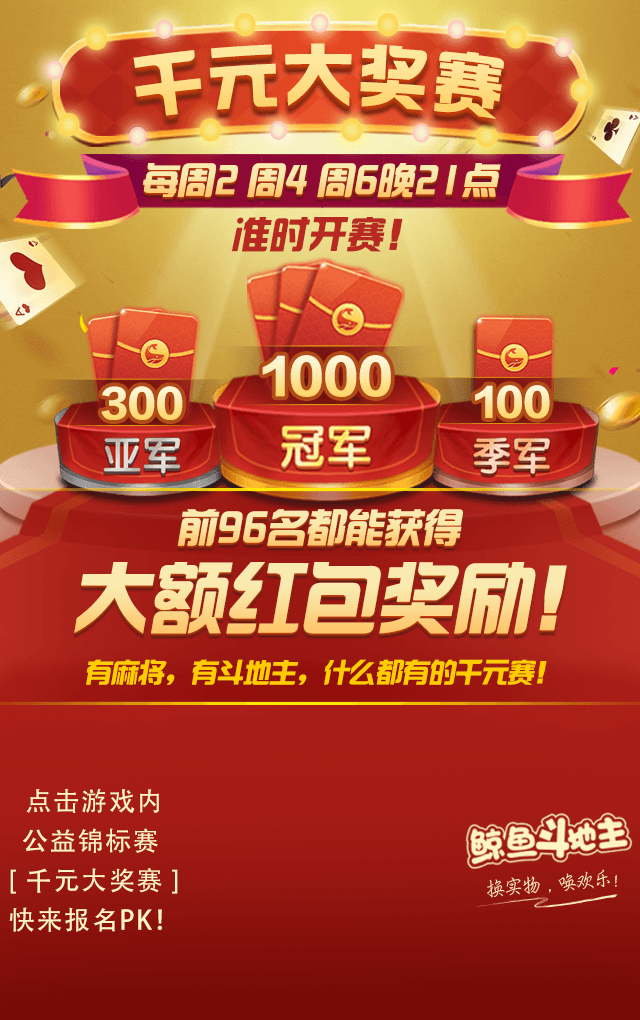 千元大奖赛
每周2 周4 周6晚21点
准时开赛！
300
1000
100
亚军
冠军
季军
前96名都能获得
大额红包奖励！
有麻将，有斗地主，什么都有的千元赛！
点击游戏内
公益锦标赛
[ 千元大奖赛 ]
快来报名PK！
鲸鱼斗地主
换实物，唤欢乐！